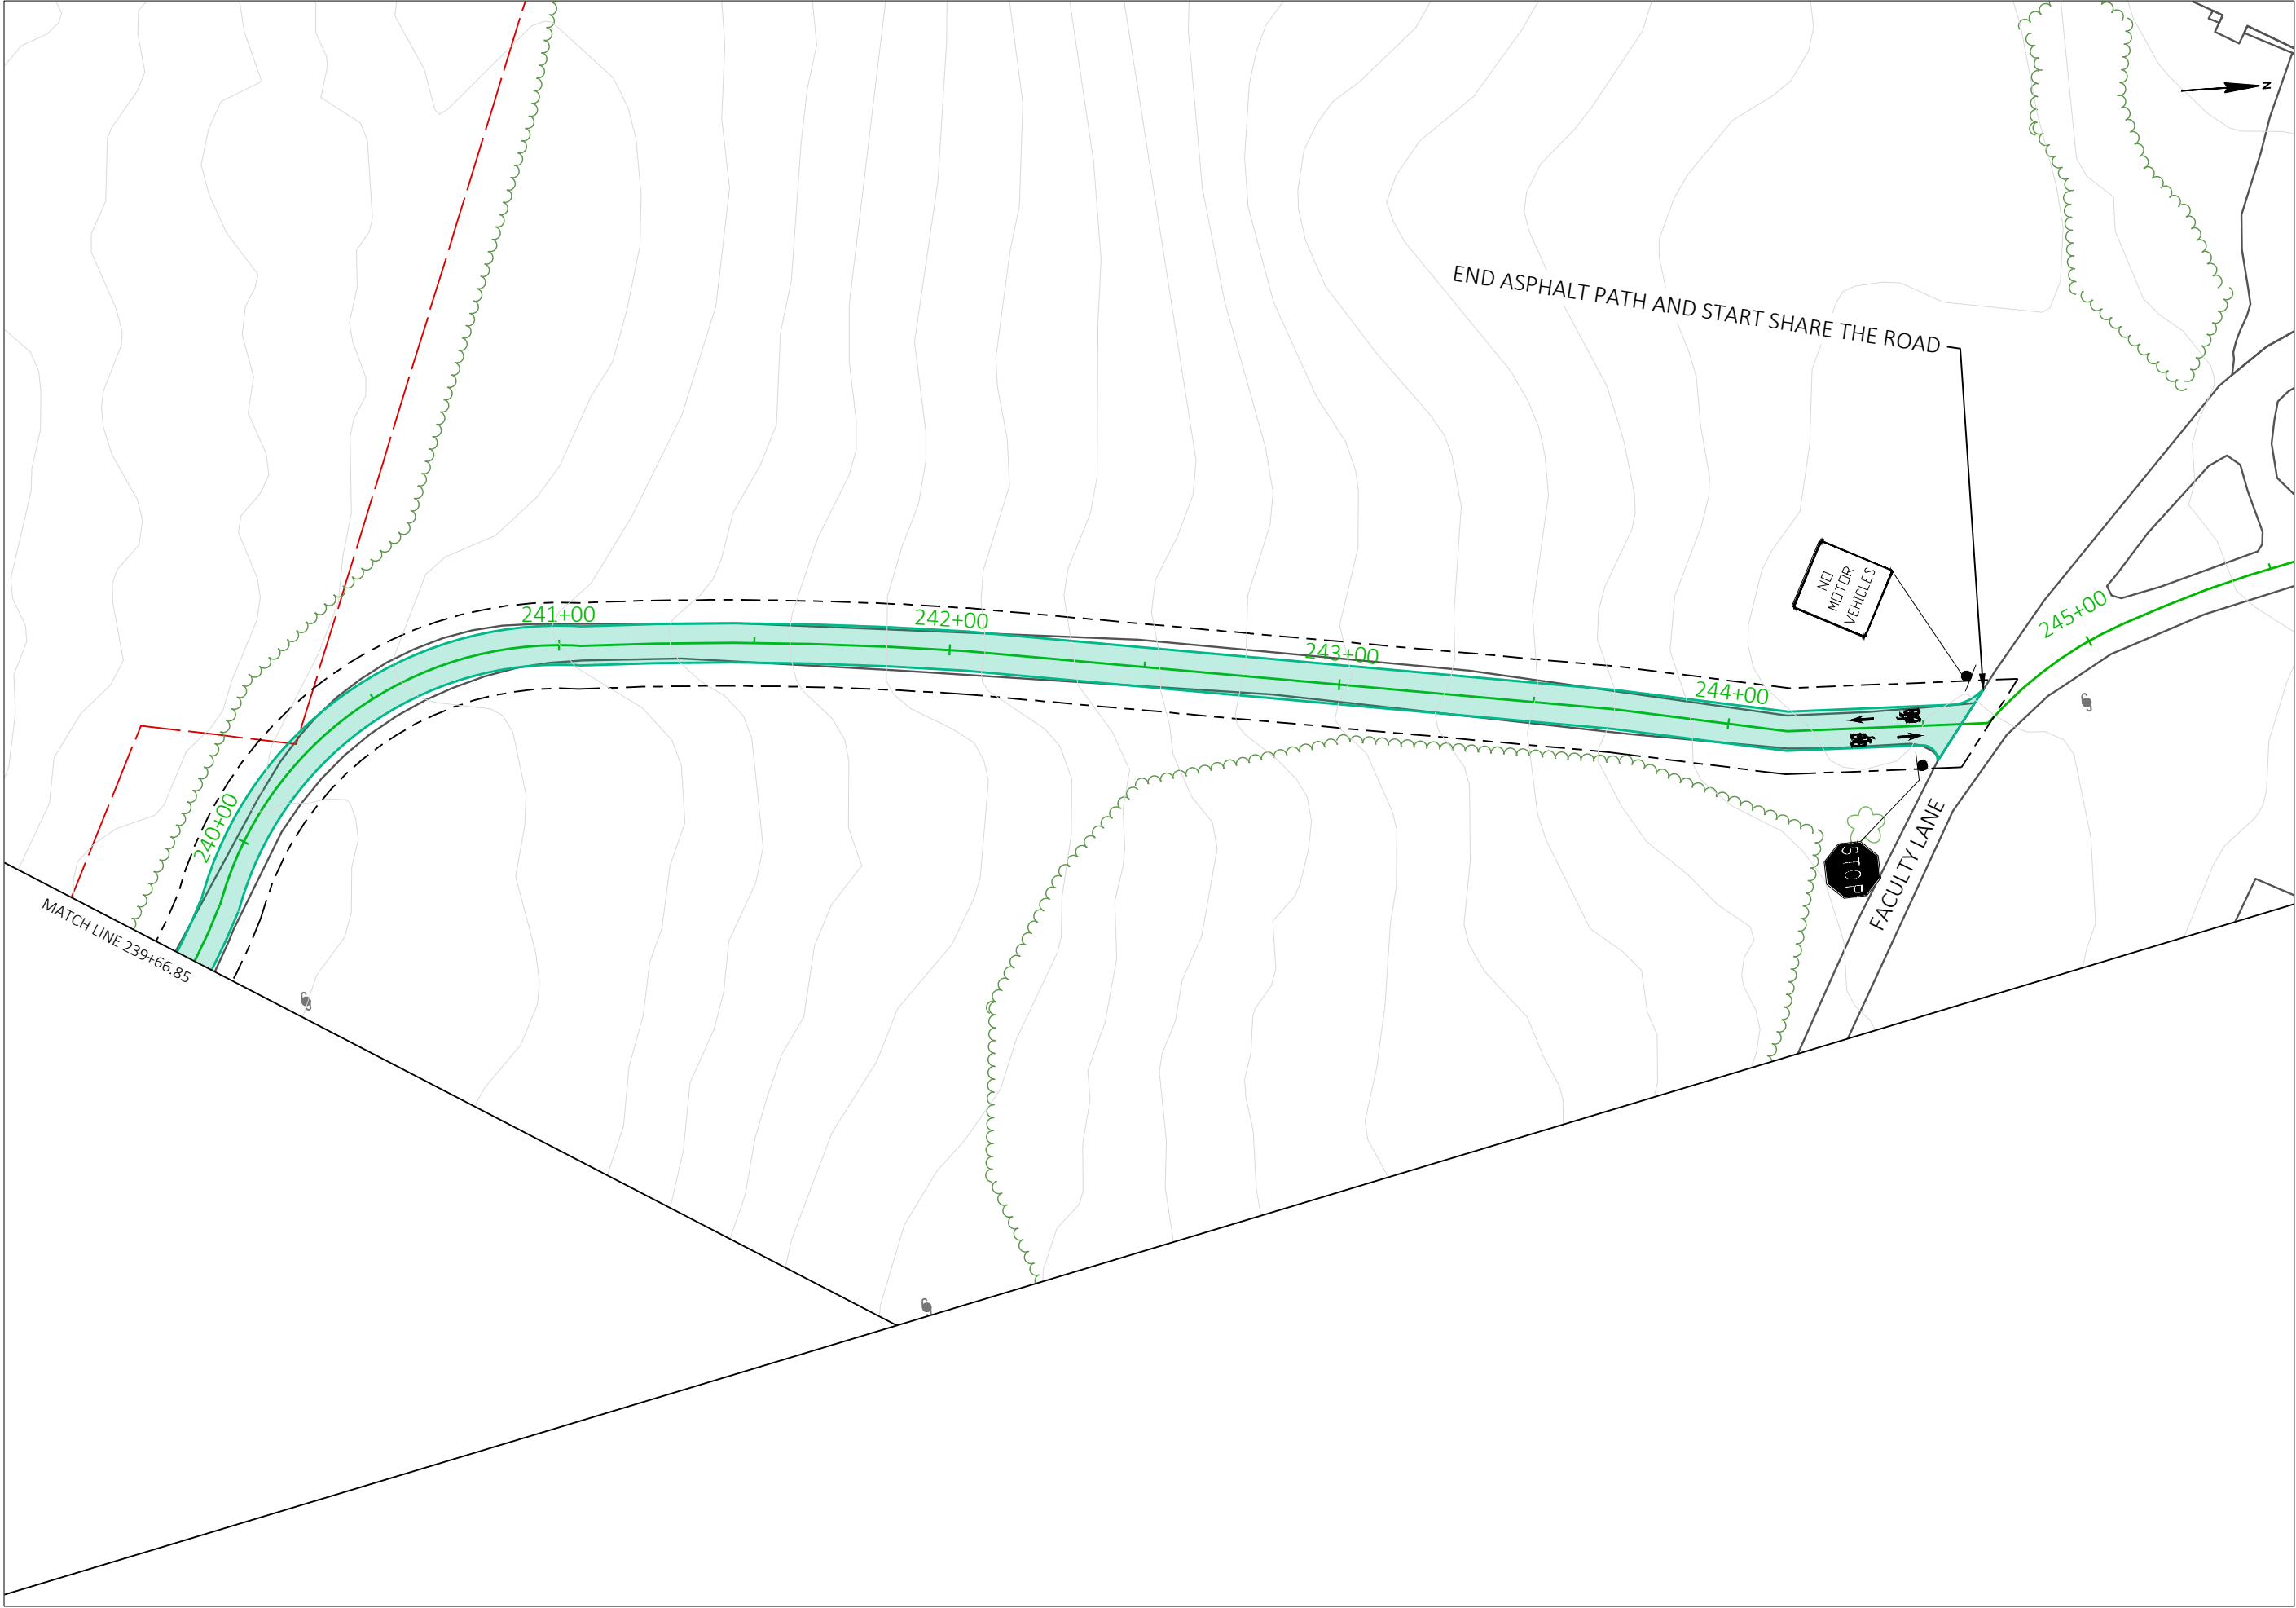 N
END ASPHALT PATH AND START SHARE THE ROAD
NO
MOTOR
VEHICLES
241+00
242+00
243+00
244+00
245+00
240+00
STOP
FACULTY LANE
MATCH LINE 239+66.85